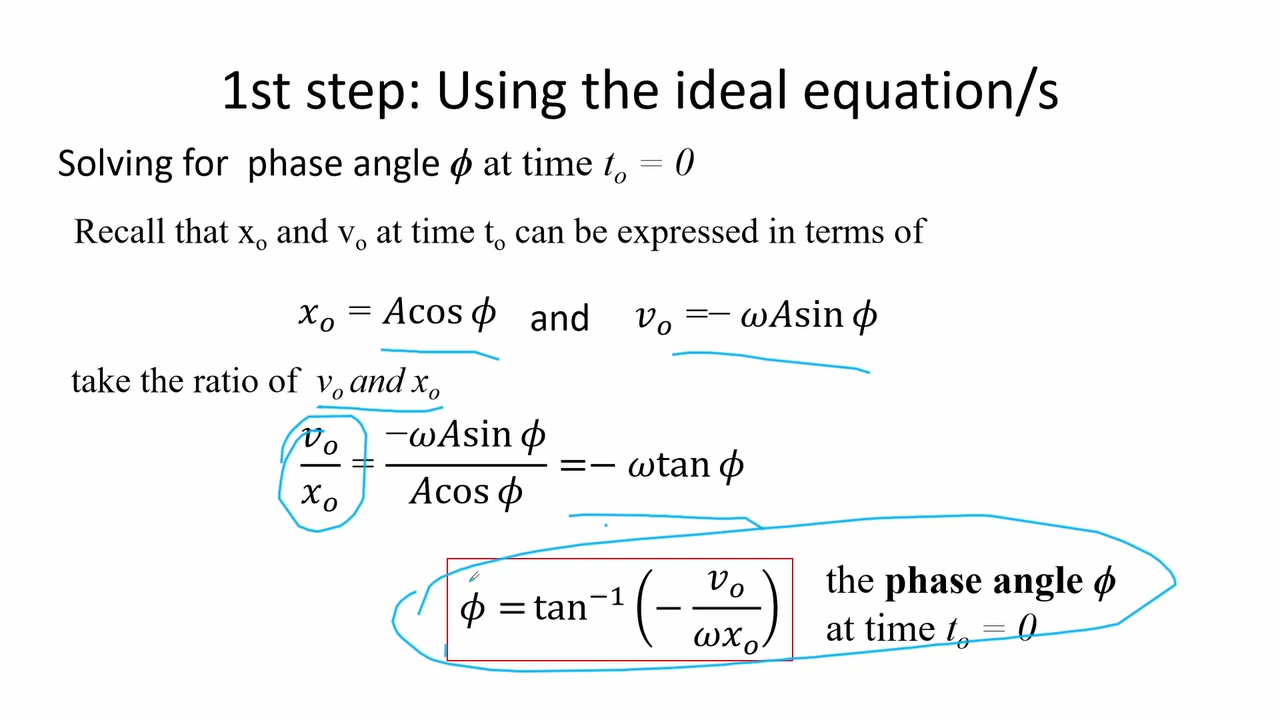 1st step: Using the ideal equation/s
Solving for phase angle ϕ at time tₒ = 0
Recall that xₒ and vₒ at time tₒ can be expressed in terms of
xₒ = Acos ϕ and vₒ =− ωAsin ϕ
take the ratio of vₒ and xₒ
vₒ/xₒ = −ωAsin ϕ/Acos ϕ =− ωtan ϕ
ϕ = tan⁻¹(− vₒ/ωxₒ) the phase angle ϕ
at time tₒ = 0